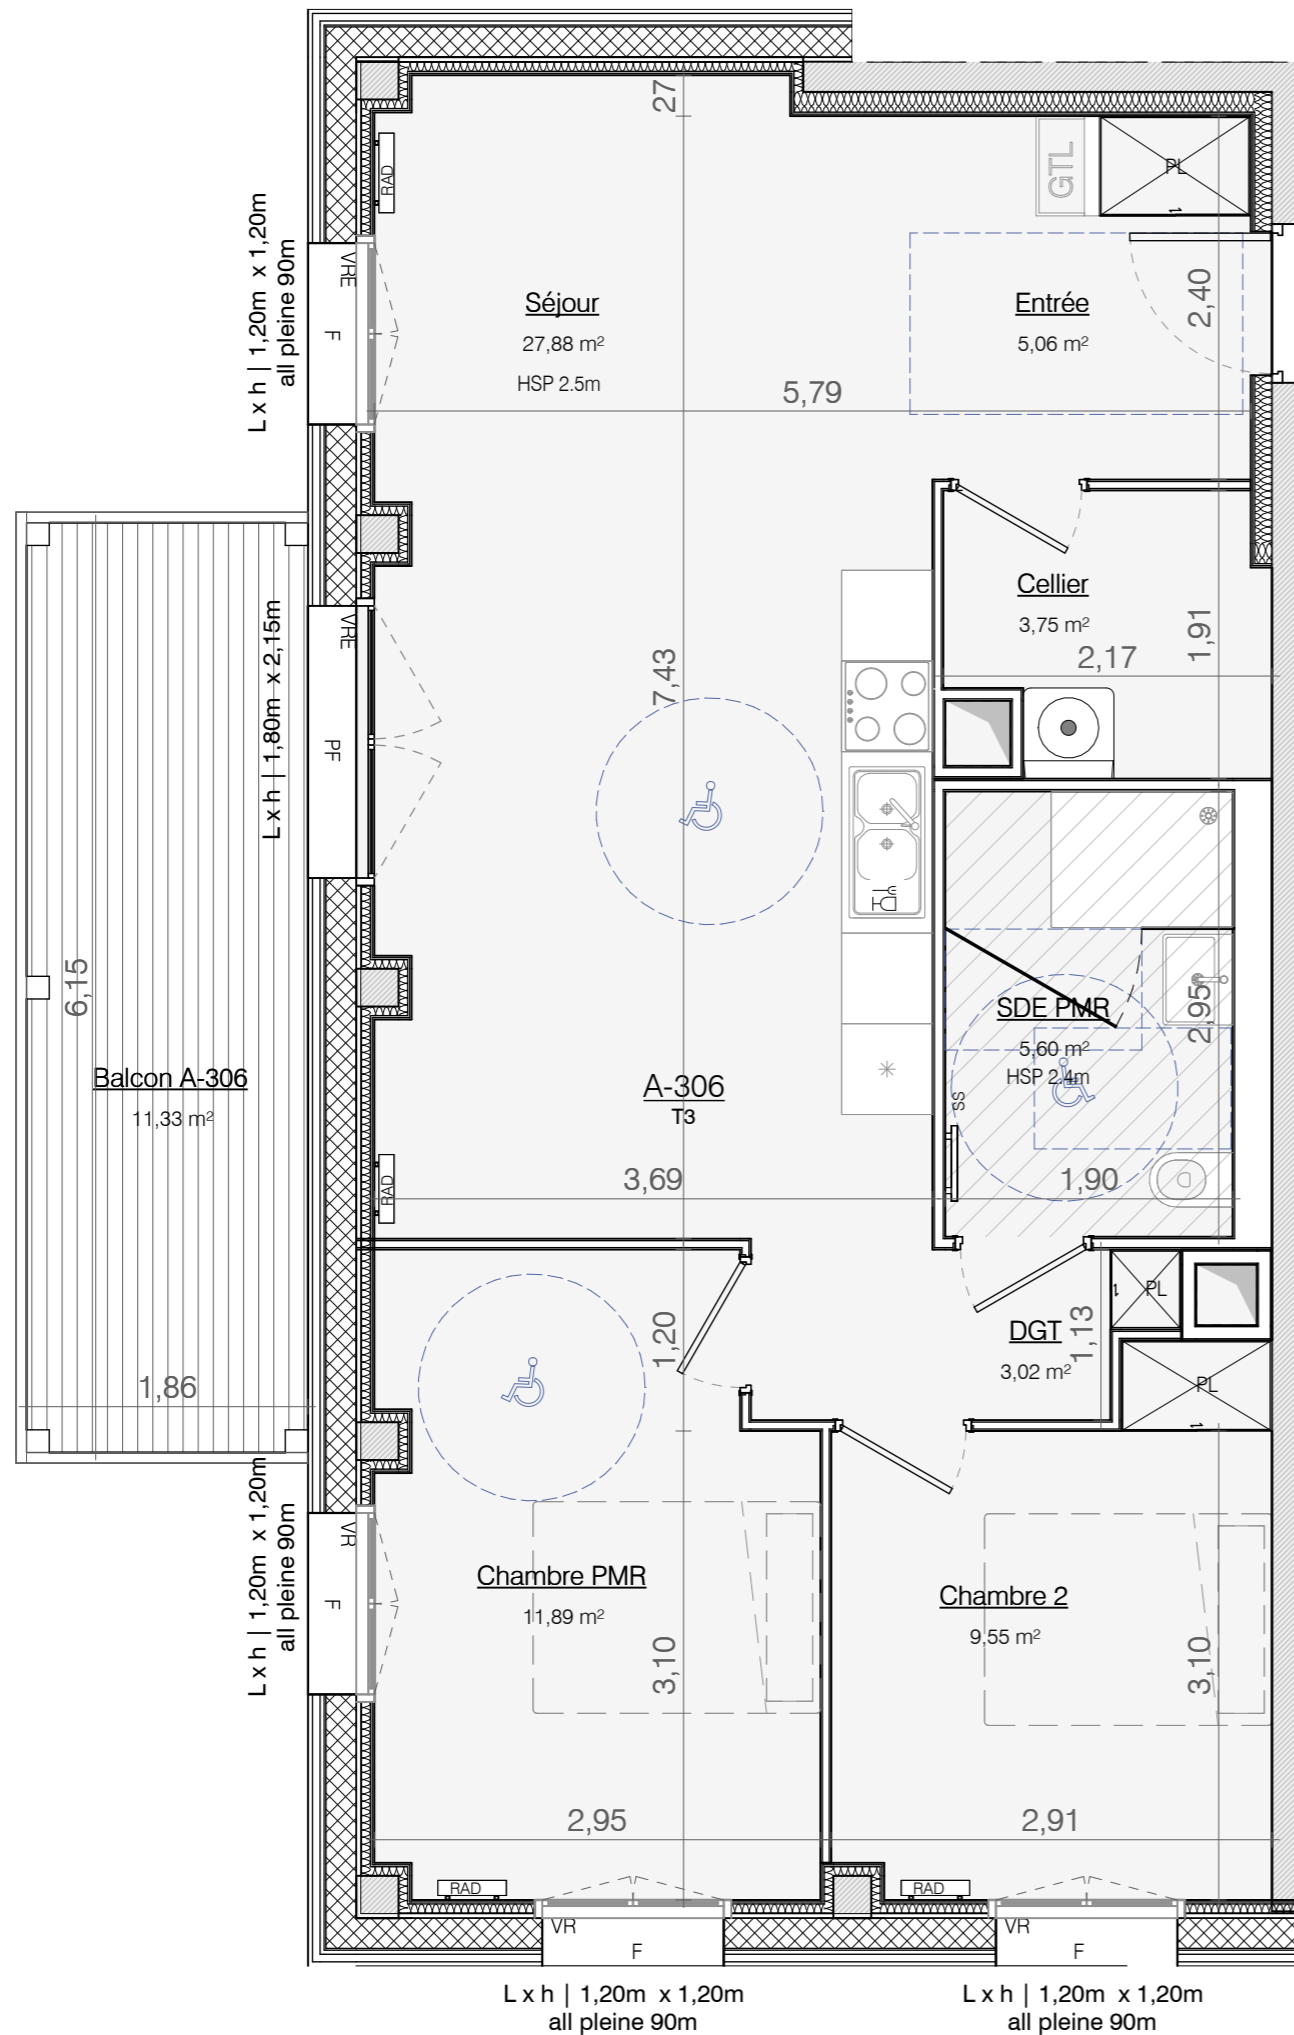 27
GTL
PL
RAD
L x h | 1,20m x 1,20m
all pleine 90m
VRE
F
Séjour
27,88 m²
HSP 2.5m
Entrée
5,06 m²
2,40
5,79
Cellier
3,75 m²
1,91
2,17
L x h | 1,80m x 2,15m
VRE
PF
7,43
6,15
Balcon A-306
11,33 m²
1,86
SDE PMR
5,60 m²
HSP 2.4m
2,95
SS
A-306
T3
3,69
1,90
RAD
PL
DGT
3,02 m²
1,13
PL
1,20
L x h | 1,20m x 1,20m
all pleine 90m
VR
F
Chambre PMR
11,89 m²
3,10
Chambre 2
9,55 m²
3,10
2,95
2,91
RAD
RAD
VR
F
VR
F
L x h | 1,20m x 1,20m
all pleine 90m
L x h | 1,20m x 1,20m
all pleine 90m